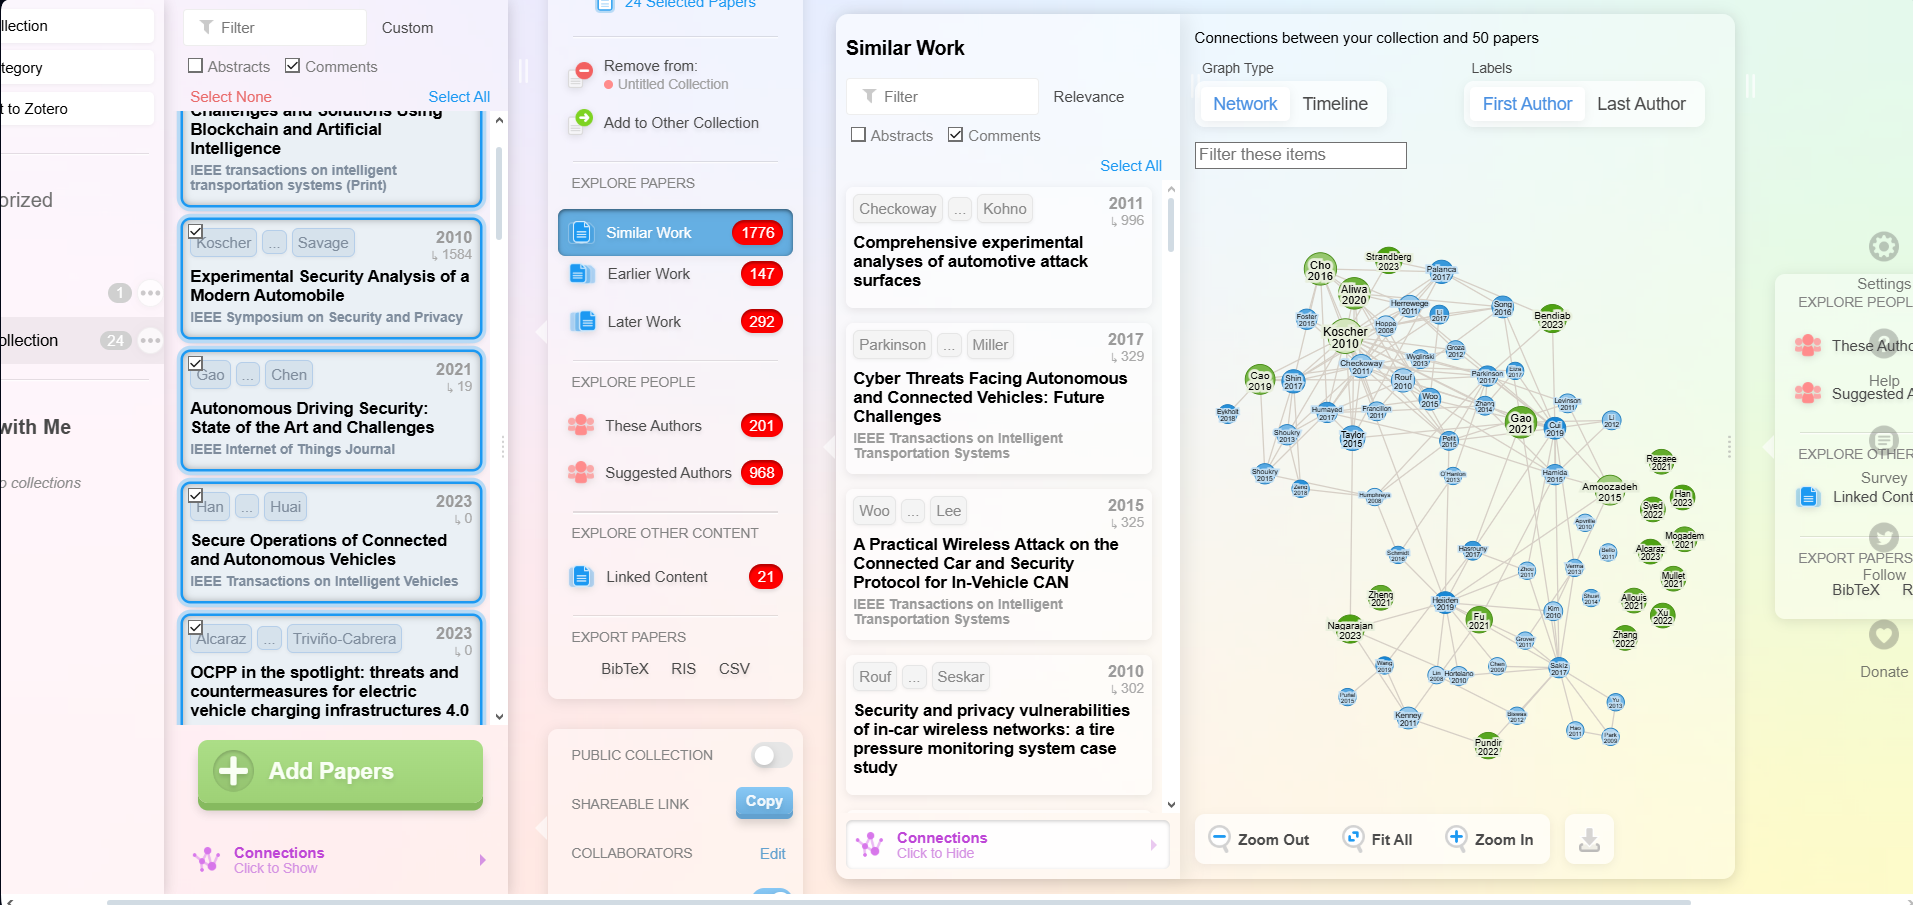 llection
tegory
t to Zotero
orized
1
ollection
24
with Me
o collections
Filter
Custom
Abstracts
Comments
Select None
Select All
Challenges and Solutions Using
Blockchain and Artificial
Intelligence
IEEE transactions on intelligent
transportation systems (Print)
Koscher
...
Savage
2010
1584
Experimental Security Analysis of a
Modern Automobile
IEEE Symposium on Security and Privacy
Gao
...
Chen
2021
19
Autonomous Driving Security:
State of the Art and Challenges
IEEE Internet of Things Journal
Han
...
Huai
2023
0
Secure Operations of Connected
and Autonomous Vehicles
IEEE Transactions on Intelligent Vehicles
Alcaraz
...
Triviño-Cabrera
2023
0
OCPP in the spotlight: threats and
countermeasures for electric
vehicle charging infrastructures 4.0
Add Papers
Connections
Click to Show
24 Selected Papers
Remove from:
Untitled Collection
Add to Other Collection
EXPLORE PAPERS
Similar Work
1776
Earlier Work
147
Later Work
292
EXPLORE PEOPLE
These Authors
201
Suggested Authors
968
EXPLORE OTHER CONTENT
Linked Content
21
EXPORT PAPERS
BibTeX
RIS
CSV
PUBLIC COLLECTION
SHAREABLE LINK
Copy
COLLABORATORS
Edit
Similar Work
Filter
Relevance
Abstracts
Comments
Select All
Checkoway
...
Kohno
2011
996
Comprehensive experimental
analyses of automotive attack
surfaces
Parkinson
...
Miller
2017
329
Cyber Threats Facing Autonomous
and Connected Vehicles: Future
Challenges
IEEE Transactions on Intelligent
Transportation Systems
Woo
...
Lee
2015
325
A Practical Wireless Attack on the
Connected Car and Security
Protocol for In-Vehicle CAN
IEEE Transactions on Intelligent
Transportation Systems
Rouf
...
Seskar
2010
302
Security and privacy vulnerabilities
of in-car wireless networks: a tire
pressure monitoring system case
study
Connections
Click to Hide
Connections between your collection and 50 papers
Graph Type
Labels
Network
Timeline
First Author
Last Author
Filter these items
Strandberg
2023
Cho
2016
Palanca
2017
Aliwa
2020
Herrewege
2011
Song
2016
Li
2017
Foster
2015
Hoppe
2008
Bendiab
2023
Koscher
2010
Groza
2012
Wyglinski
2013
Checkoway
2011
Cao
2019
Shin
2017
Rouf
2010
Parkinson
2017
Woo
2015
Zhang
2014
Levinson
2011
Eykholt
2018
Humayed
2017
Francillon
2011
Gao
2021
Li
2012
Cui
2019
Shoukry
2013
Taylor
2015
Petit
2015
Rezaee
2021
Shoukry
2015
O'Hanlon
2013
Hamida
2015
Zeng
2018
Humphreys
2008
Amoozadeh
2015
Han
2023
Syed
2022
Mogadem
2021
Schmidt
2016
Hasrouny
2017
Bello
2011
Alcaraz
2023
Zhou
2011
Verma
2013
Mullet
2021
Zheng
2021
Heijden
2019
Allouis
2021
Kim
2010
Xu
2022
Fu
2021
Nagarajan
2023
Zhang
2022
Grover
2011
Wang
2019
Chen
2009
Sakiz
2017
Lin
2008
Hortelano
2010
Puñal
2015
Yu
2013
Kenney
2011
Biswas
2012
Hao
2011
Park
2009
Pundir
2022
Zoom Out
Fit All
Zoom In
Settings
EXPLORE PEOPL
These Autho
Help
Suggested A
EXPLORE OTHER
Survey
Linked Cont
EXPORT PAPERS
Follow
BibTeX
R
Donate